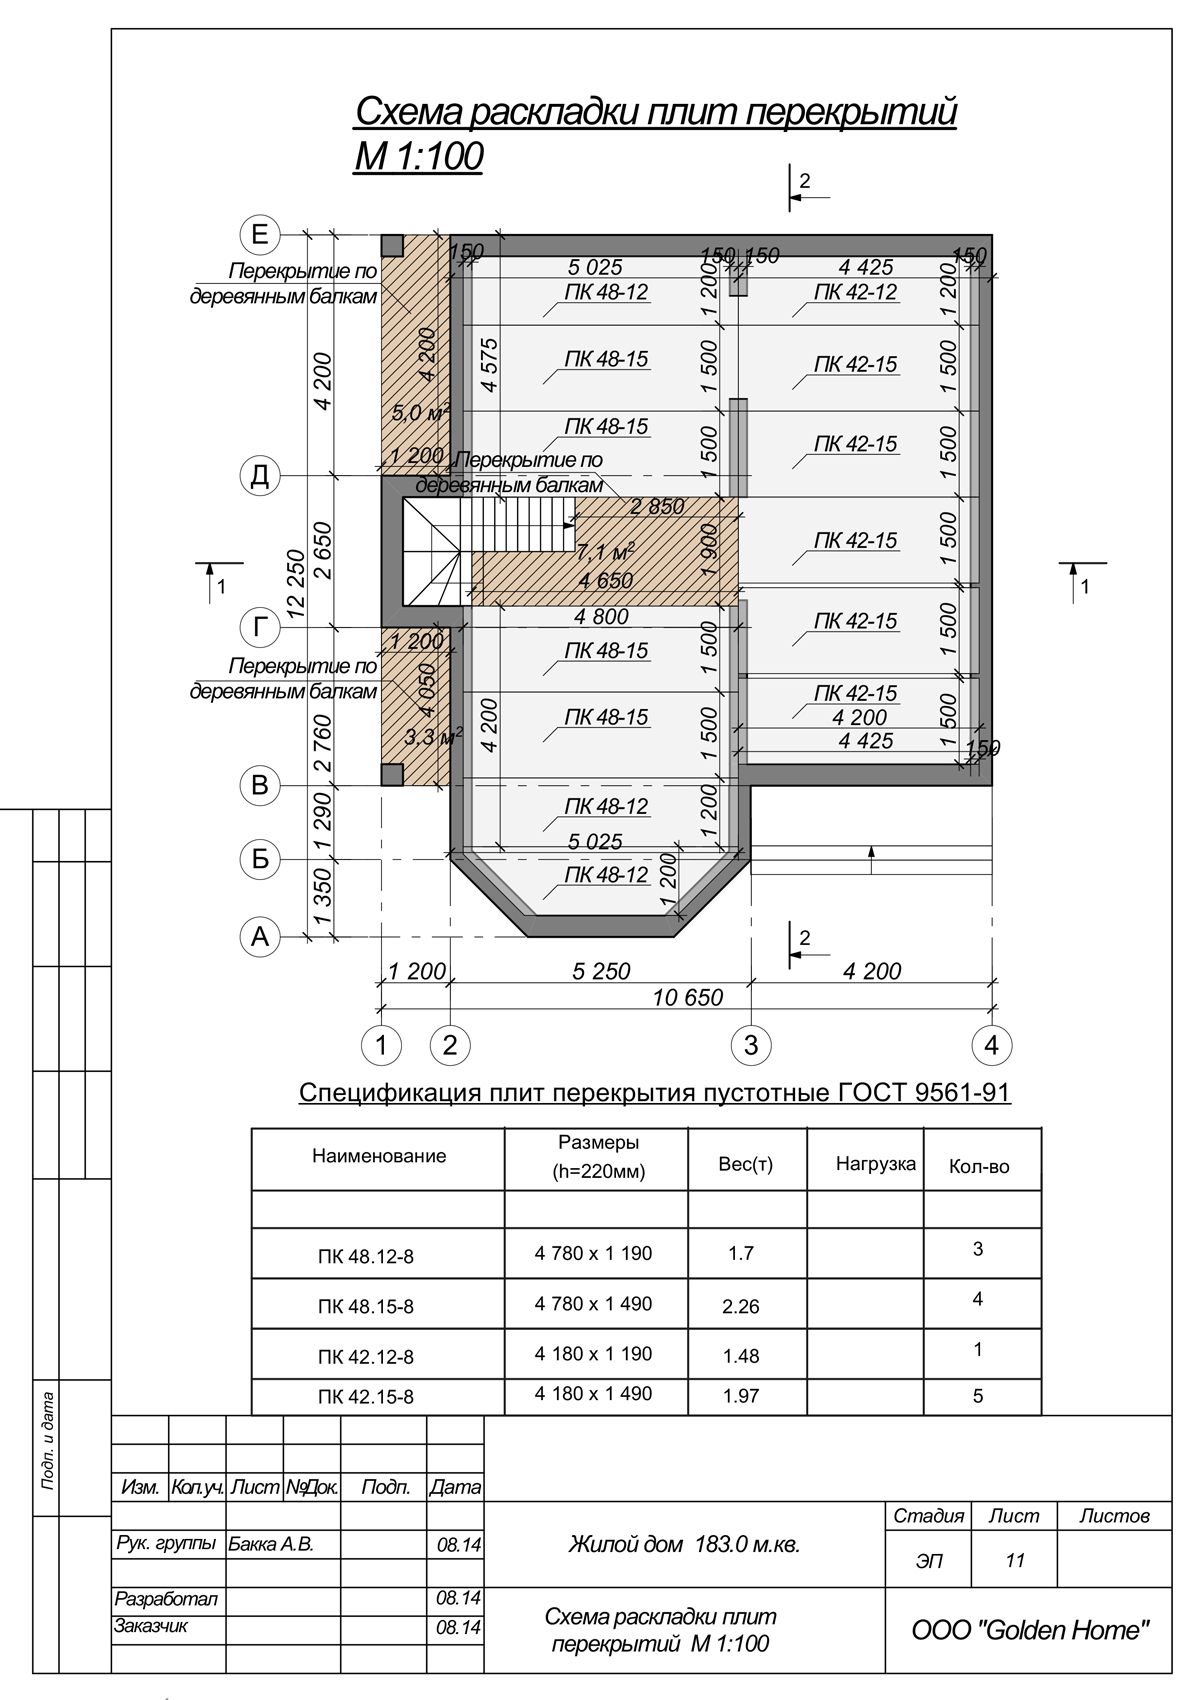 Схема раскладки плит перекрытий
М 1:100
2
Е
150
150
150
150
Перекрытие по
деревянным балкам
5 025
4 425
ПК 48-12
1 200
ПК 42-12
1 200
4 200
4 200
4 575
ПК 48-15
1 500
ПК 42-15
1 500
5,0 м²
ПК 48-15
1 500
ПК 42-15
1 500
1 200
Перекрытие по
деревянным балкам
Д
2 850
12 250
2 650
7,1 м²
1 900
ПК 42-15
1 500
4 650
1
1
Г
4 800
1 200
ПК 42-15
1 500
Перекрытие по
деревянным балкам
4 050
ПК 48-15
1 500
3.3 м²
2 760
4 200
ПК 48-15
1 500
ПК 42-15
4 200
1 500
4 425
150
В
1 290
ПК 48-12
1 200
5 025
Б
1 350
ПК 48-12
1 200
А
2
1 200
5 250
4 200
10 650
1
2
3
4
Спецификация плит перекрытия пустотные ГОСТ 9561-91
Наименование
Размеры
(h=220мм)
Вес(т)
Нагрузка
Кол-во
ПК 48.12-8
4 780 x 1 190
1.7
3
ПК 48.15-8
4 780 x 1 490
2.26
4
ПК 42.12-8
4 180 x 1 190
1.48
1
ПК 42.15-8
4 180 x 1 490
1.97
5
Подп. и дата
Изм.
Кол.уч.
Лист
№Док.
Подп.
Дата
Рук. группы
Бакка А.В.
08.14
Разработал
08.14
Заказчик
08.14
Жилой дом 183.0 м.кв.
Стадия
Лист
Листов
ЭП
11
Схема раскладки плит
перекрытий М 1:100
ООО "Golden Home"